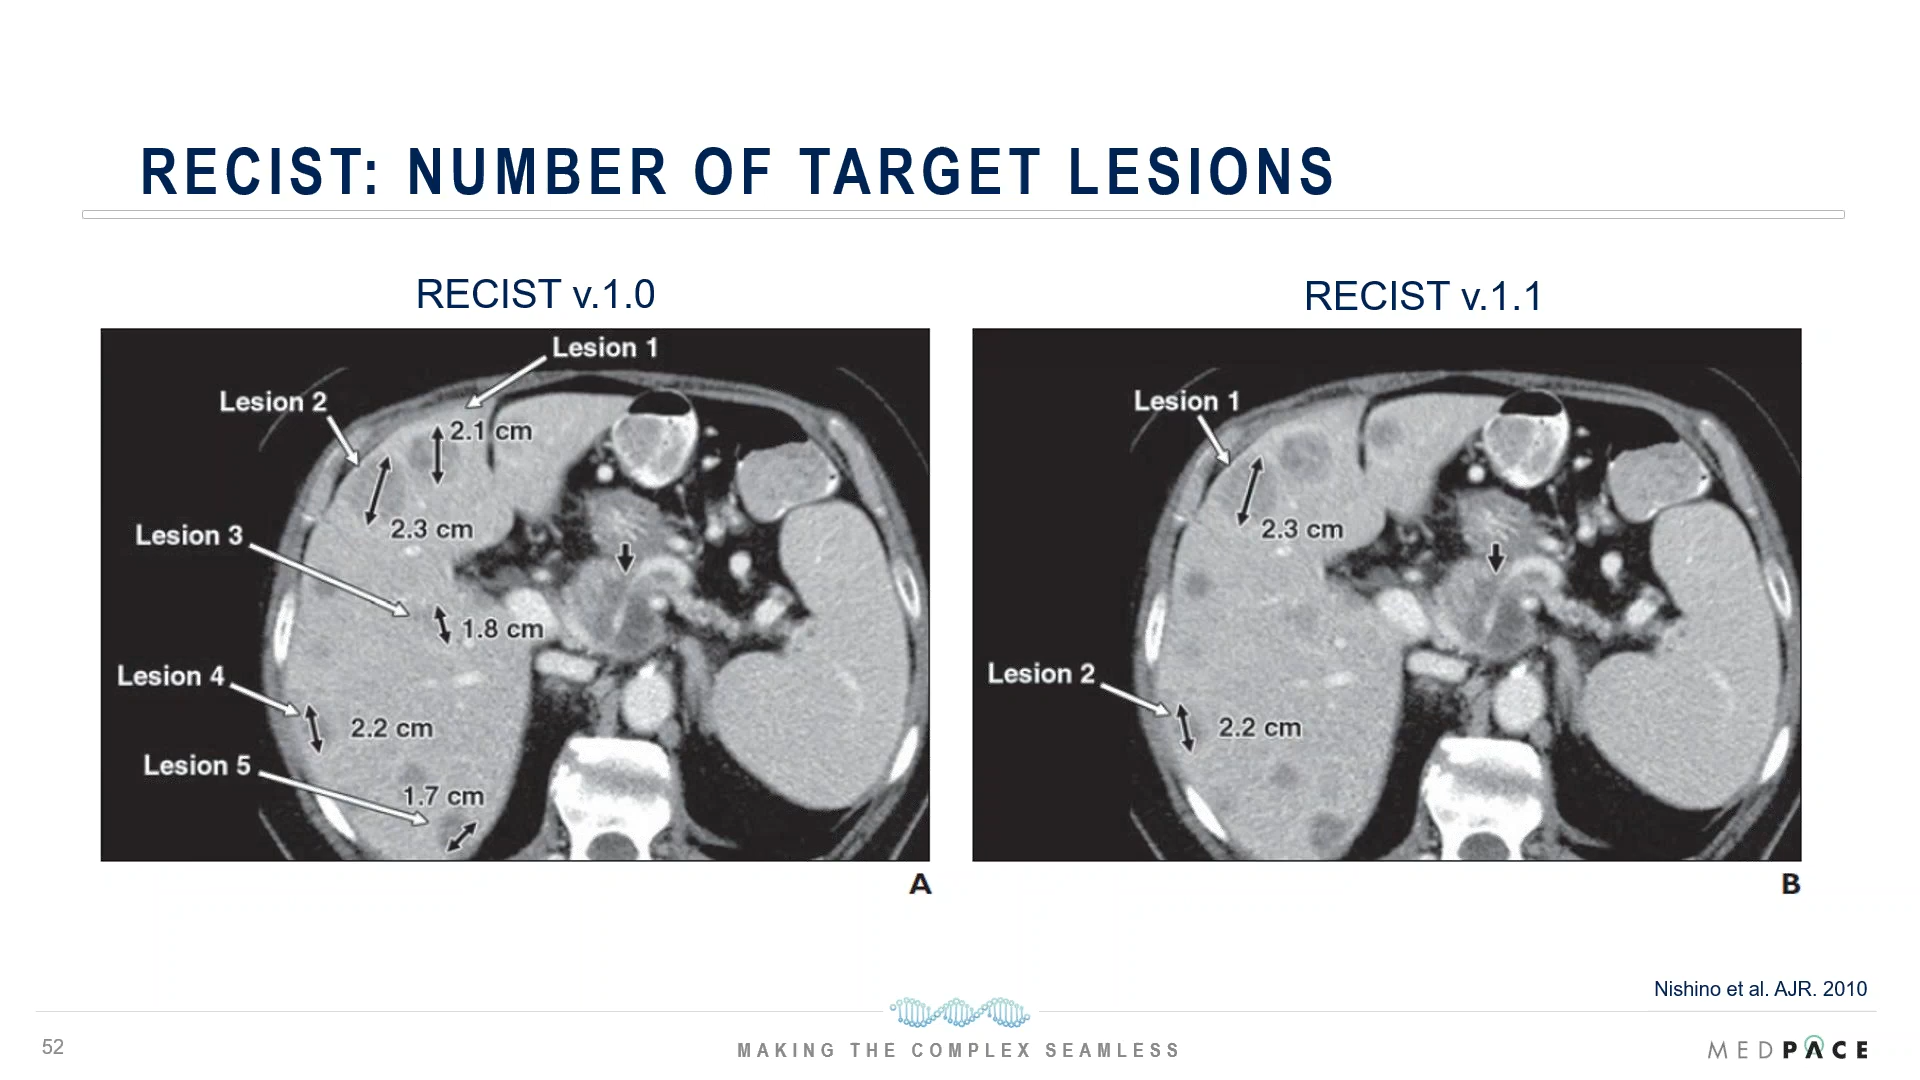 RECIST: NUMBER OF TARGET LESIONS
RECIST v.1.0
Lesion 1
Lesion 2
2.1 cm
2.3 cm
Lesion 3
1.8 cm
Lesion 4
2.2 cm
Lesion 5
1.7 cm
A
RECIST v.1.1
Lesion 1
2.3 cm
Lesion 2
2.2 cm
B
Nishino et al. AJR. 2010
52
MAKING THE COMPLEX SEAMLESS
MEDPACE